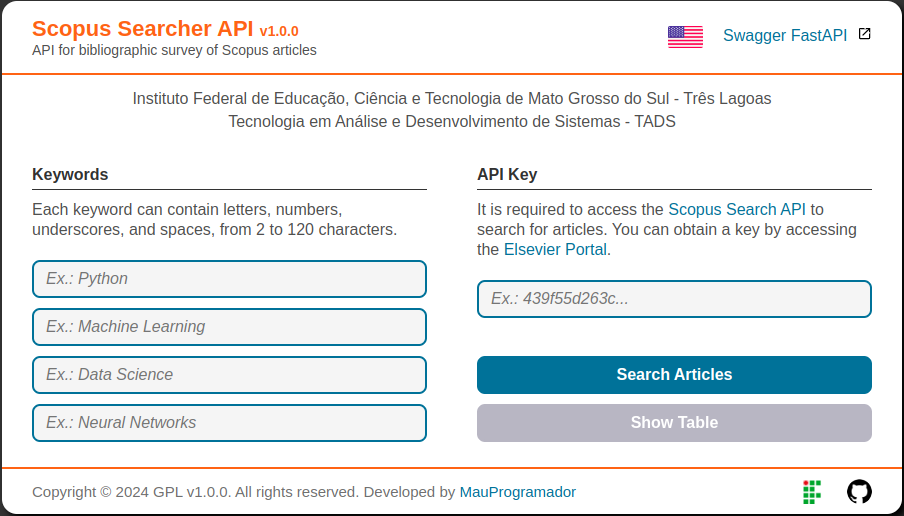 Scopus Searcher API v1.0.0
API for bibliographic survey of Scopus articles
Swagger FastAPI
Instituto Federal de Educação, Ciência e Tecnologia de Mato Grosso do Sul - Três Lagoas
Tecnologia em Análise e Desenvolvimento de Sistemas - TADS
Keywords
Each keyword can contain letters, numbers,
underscores, and spaces, from 2 to 120 characters.
Ex.: Python
Ex.: Machine Learning
Ex.: Data Science
Ex.: Neural Networks
API Key
It is required to access the Scopus Search API to
search for articles. You can obtain a key by accessing
the Elsevier Portal.
Ex.: 439f55d263c...
Search Articles
Show Table
Copyright © 2024 GPL v1.0.0. All rights reserved. Developed by MauProgramador